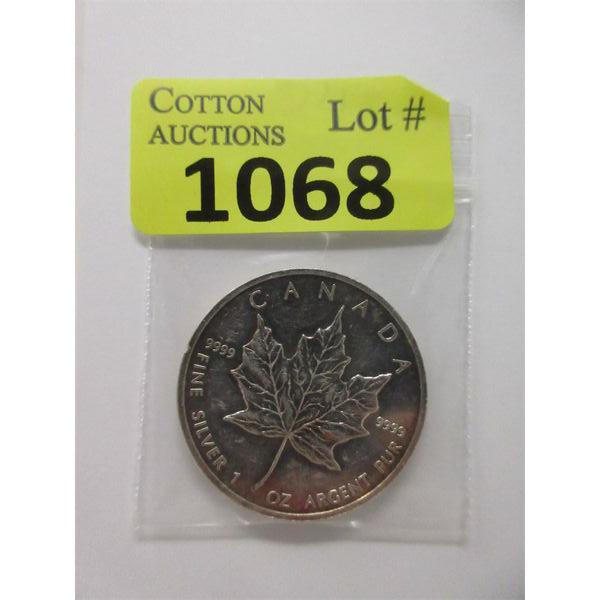 COTTON
AUCTIONS
Lot #
1068
CANADA
9999
9999
FINE SILVER 1 OZ ARGENT PUR